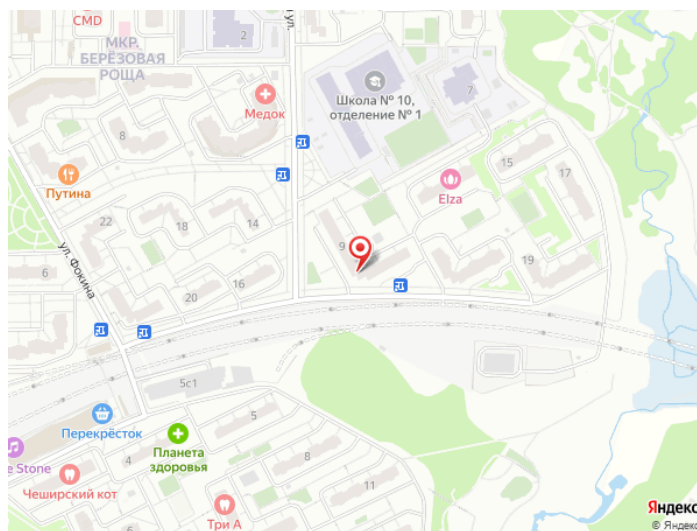 CMD
МКР.
БЕРЁЗОВАЯ
РОЩА
2
ул.
Медок
Школа № 10,
отделение № 1
7
8
15
17
Путина
Elza
22
18
14
9
ул. Фокина
6
19
20
16
5с1
Перекрёсток
5
Планета
здоровья
e Stone
4
8
Чеширский кот
11
Три А
Яндекс
© Яндекс